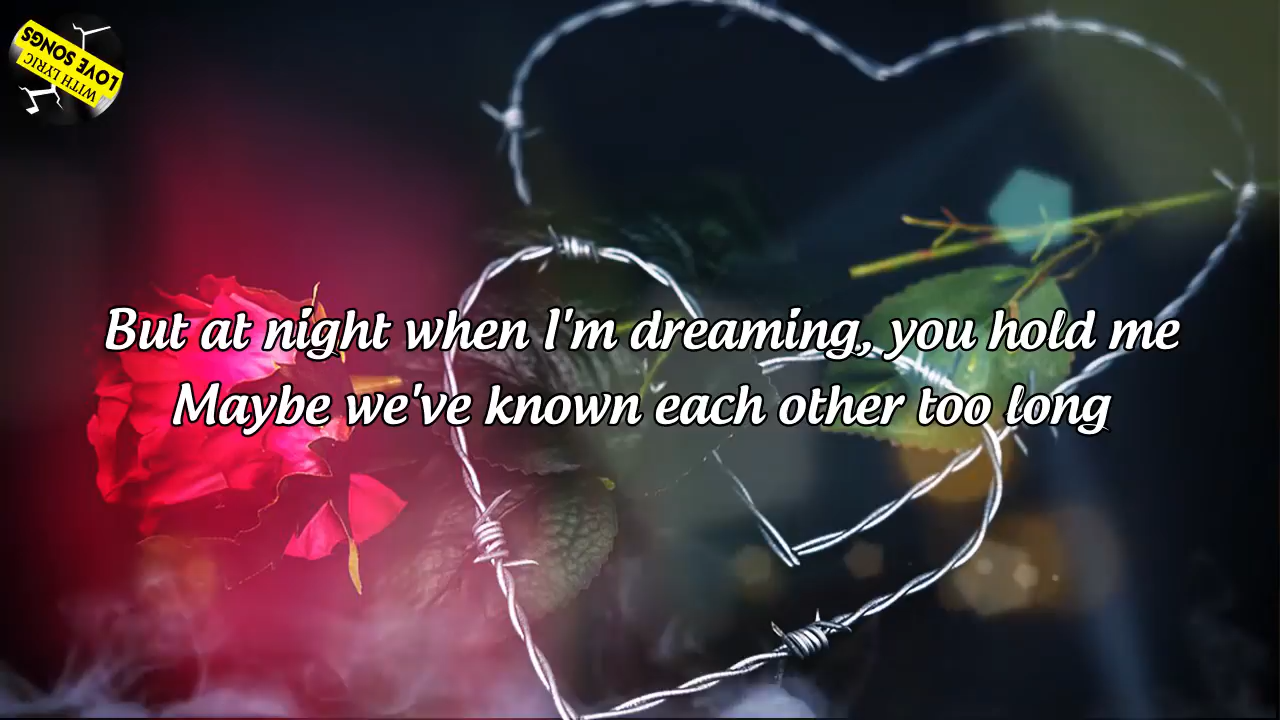 LOVE SONGS
WITH LYRIC
But at night when I'm dreaming, you hold me
Maybe we've known each other too long